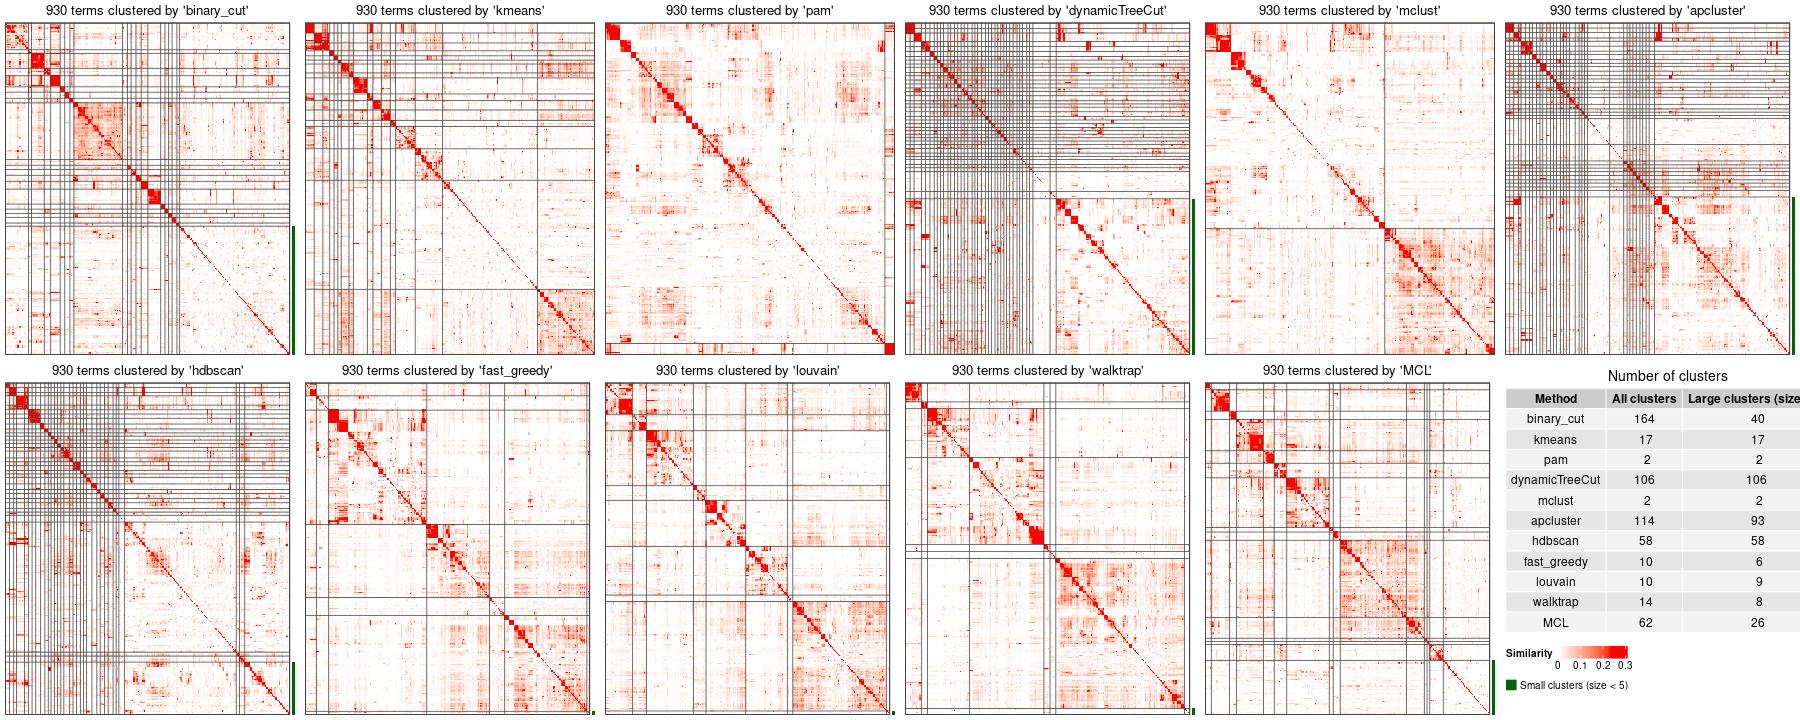 930 terms clustered by 'binary_cut'
930 terms clustered by 'kmeans'
930 terms clustered by 'pam'
930 terms clustered by 'dynamicTreeCut'
930 terms clustered by 'mclust'
930 terms clustered by 'apcluster'
930 terms clustered by 'hdbscan'
930 terms clustered by 'fast_greedy'
930 terms clustered by 'louvain'
930 terms clustered by 'walktrap'
930 terms clustered by 'MCL'
Number of clusters
Method All clusters Large clusters (size
binary_cut 164 40
kmeans 17 17
pam 2 2
dynamicTreeCut 106 106
mclust 2 2
apcluster 114 93
hdbscan 58 58
fast_greedy 10 6
louvain 10 9
walktrap 14 8
MCL 62 26
Similarity
0 0.1 0.2 0.3
Small clusters (size < 5)